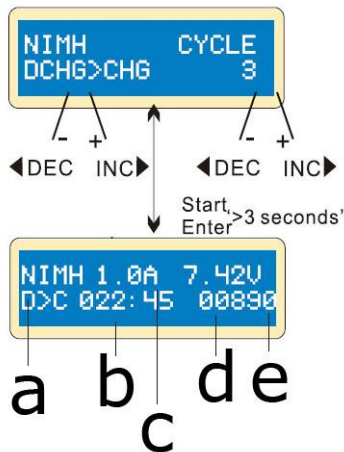 NIMH CYCLE
DCHG>CHG 3
- + - +
◀DEC INC▶ ◀DEC INC▶
Start
Enter '>3 seconds'
NIMH 1.0A 7.42V
D>C 022:45 00890
a b c d e